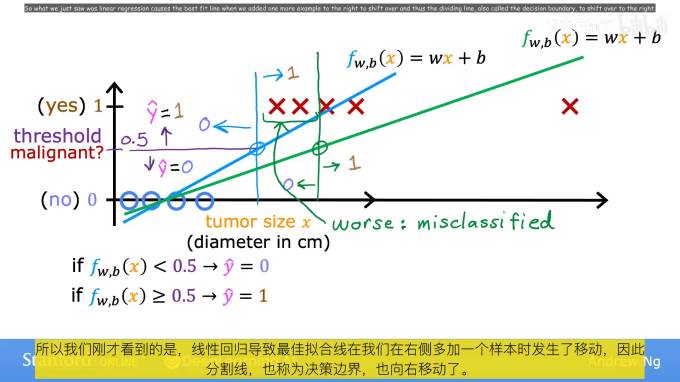 So what we just saw was linear regression causes the best fit line when we added one more example to the right to shift over and thus the dividing line, also called the decision boundary, to shift over to the right.
f_{w,b}(x) = wx + b
f_{w,b}(x) = wx + b
→ 1
(yes) 1
ŷ=1
0 ←
threshold 0.5
malignant?
ŷ=0
→ 1
0 ←
(no) 0
tumor size x
(diameter in cm)
worse: misclassified
if f_{w,b}(x) < 0.5 → ŷ = 0
if f_{w,b}(x) ≥ 0.5 → ŷ = 1
Stanford ONLINE
Andrew Ng
所以我们刚才看到的是，线性回归导致最佳拟合线在我们在右侧多加一个样本时发生了移动，因此
分割线，也称为决策边界，也向右移动了。